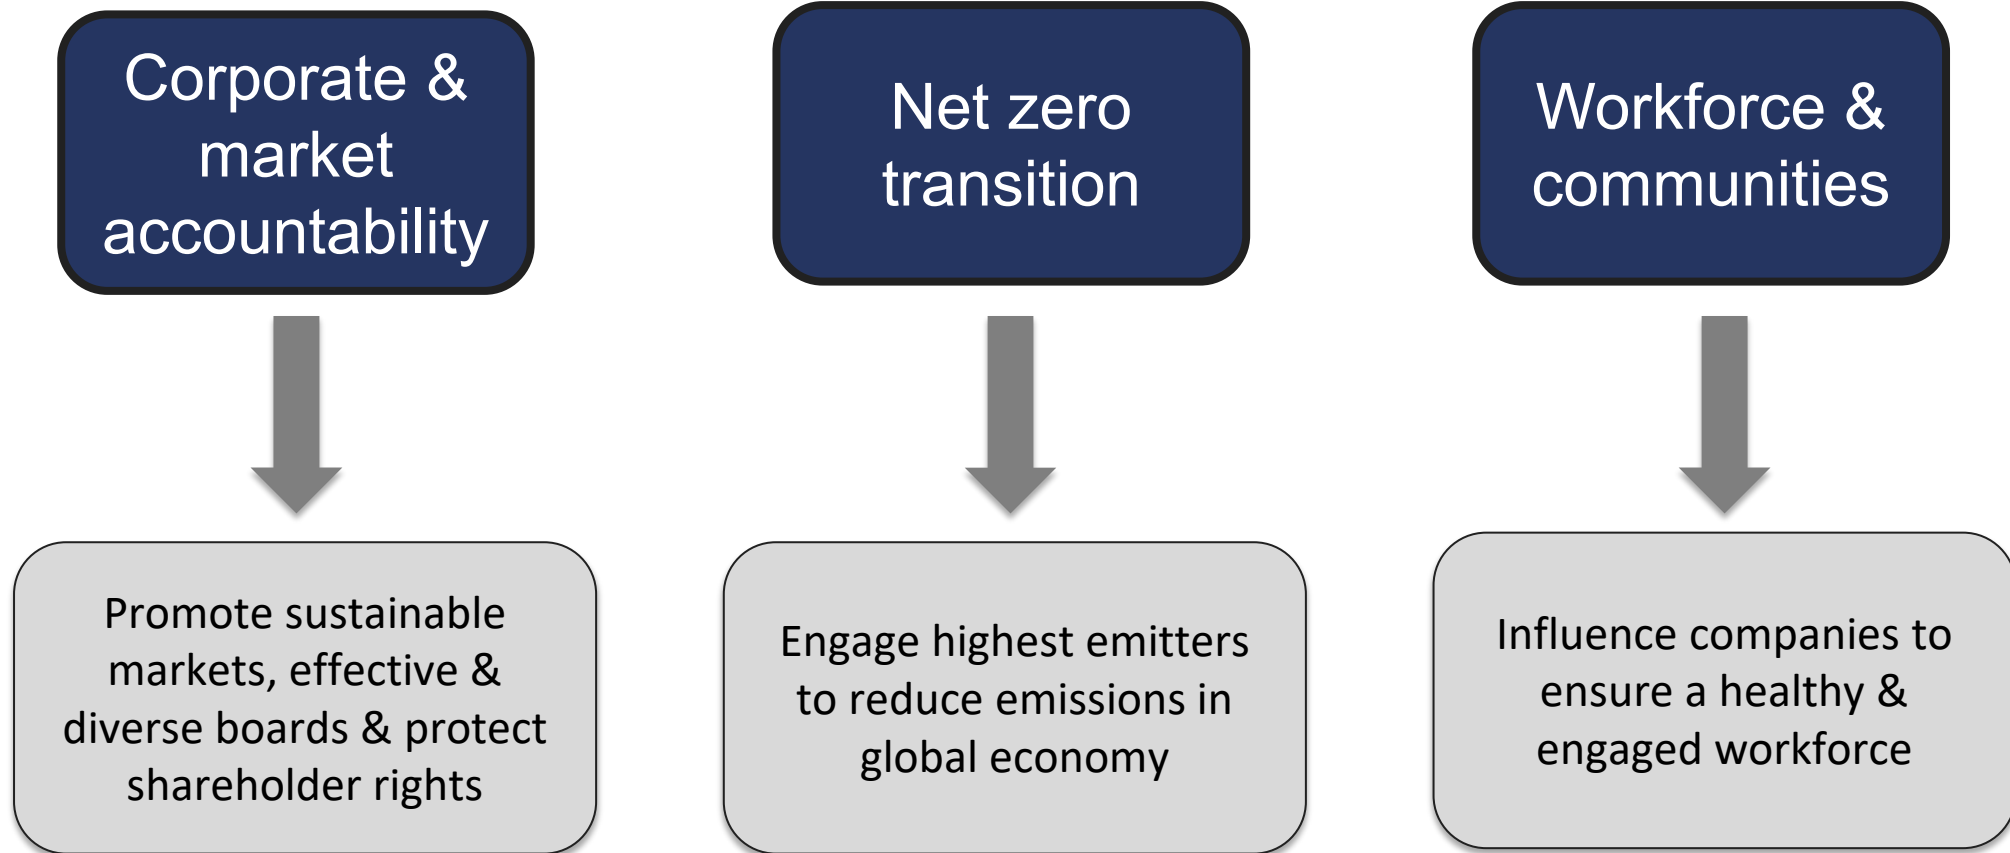 Corporate &
market
accountability
Net zero
transition
Workforce &
communities
Promote sustainable
markets, effective &
diverse boards & protect
shareholder rights
Engage highest emitters
to reduce emissions in
global economy
Influence companies to
ensure a healthy &
engaged workforce